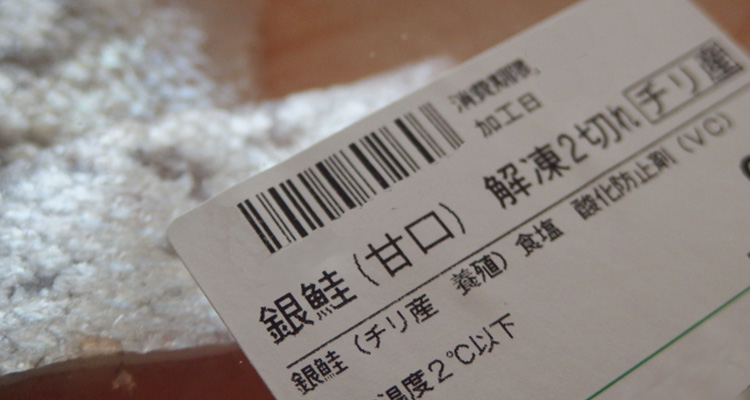 消費期限
加工日
銀鮭(甘口) 解凍2切れ チリ産
銀鮭(チリ産 養殖)食塩 酸化防止剤(VC)
温度2℃以下